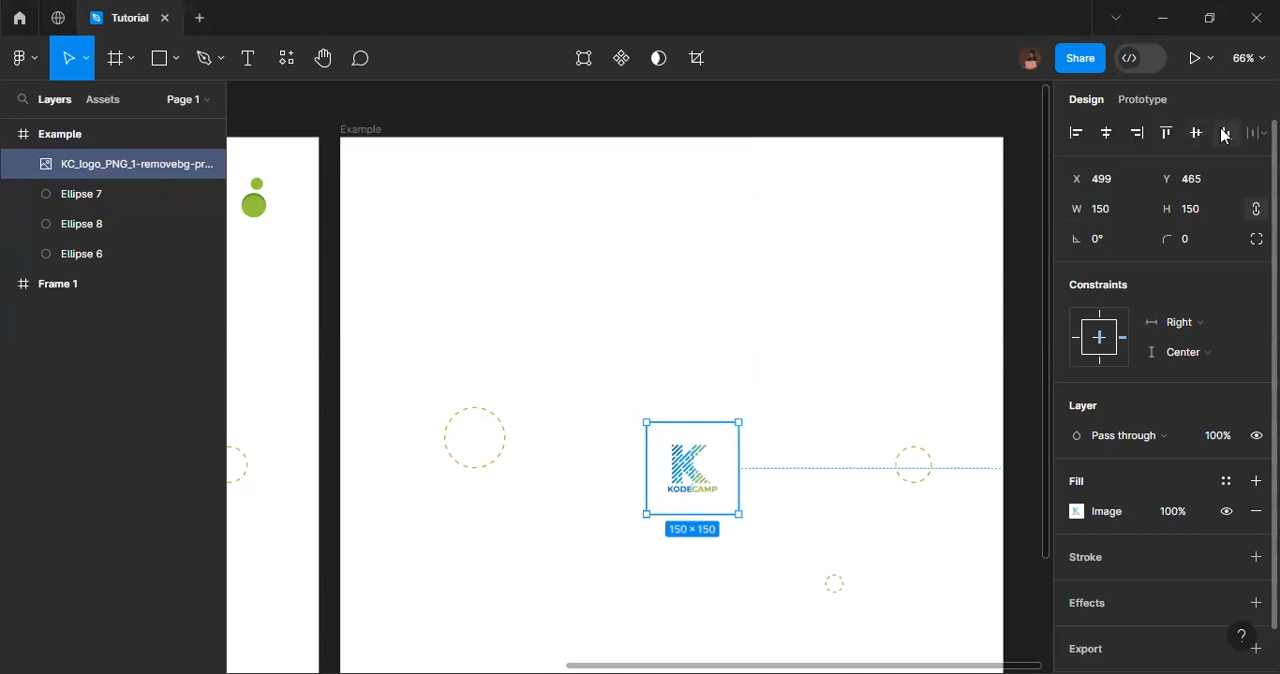 Tutorial
Share
66%
Layers
Assets
Page 1
Design
Prototype
Example
KC_logo_PNG_1-removebg-pr...
Ellipse 7
Ellipse 8
Ellipse 6
Frame 1
Example
KODECAMP
150 × 150
X 499
Y 465
W 150
H 150
0°
0
Constraints
Right
Center
Layer
Pass through
100%
Fill
Image
100%
Stroke
Effects
Export
?